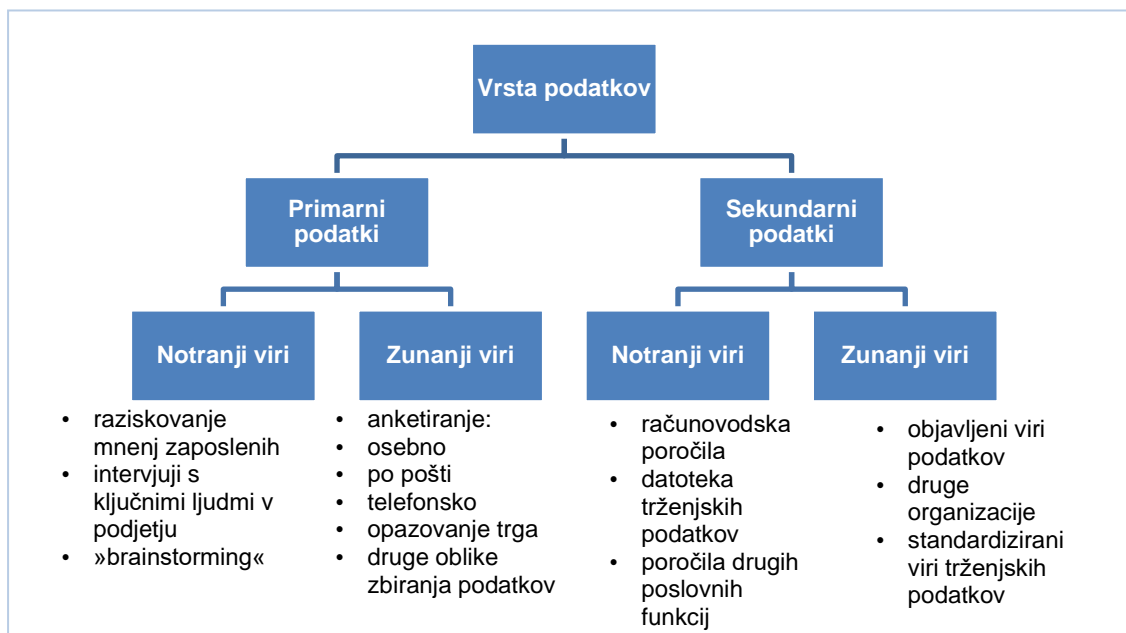 Vrsta podatkov
Primarni
podatki
Sekundarni
podatki
Notranji viri
Zunanji viri
Notranji viri
Zunanji viri
• raziskovanje
mnenj zaposlenih
• intervjuji s
ključnimi ljudmi v
podjetju
• »brainstorming«
• anketiranje:
• osebno
• po pošti
• telefonsko
• opazovanje trga
• druge oblike
zbiranja podatkov
• računovodska
poročila
• datoteka
trženjskih
podatkov
• poročila drugih
poslovnih
funkcij
• objavljeni viri
podatkov
• druge
organizacije
• standardizirani
viri trženjskih
podatkov